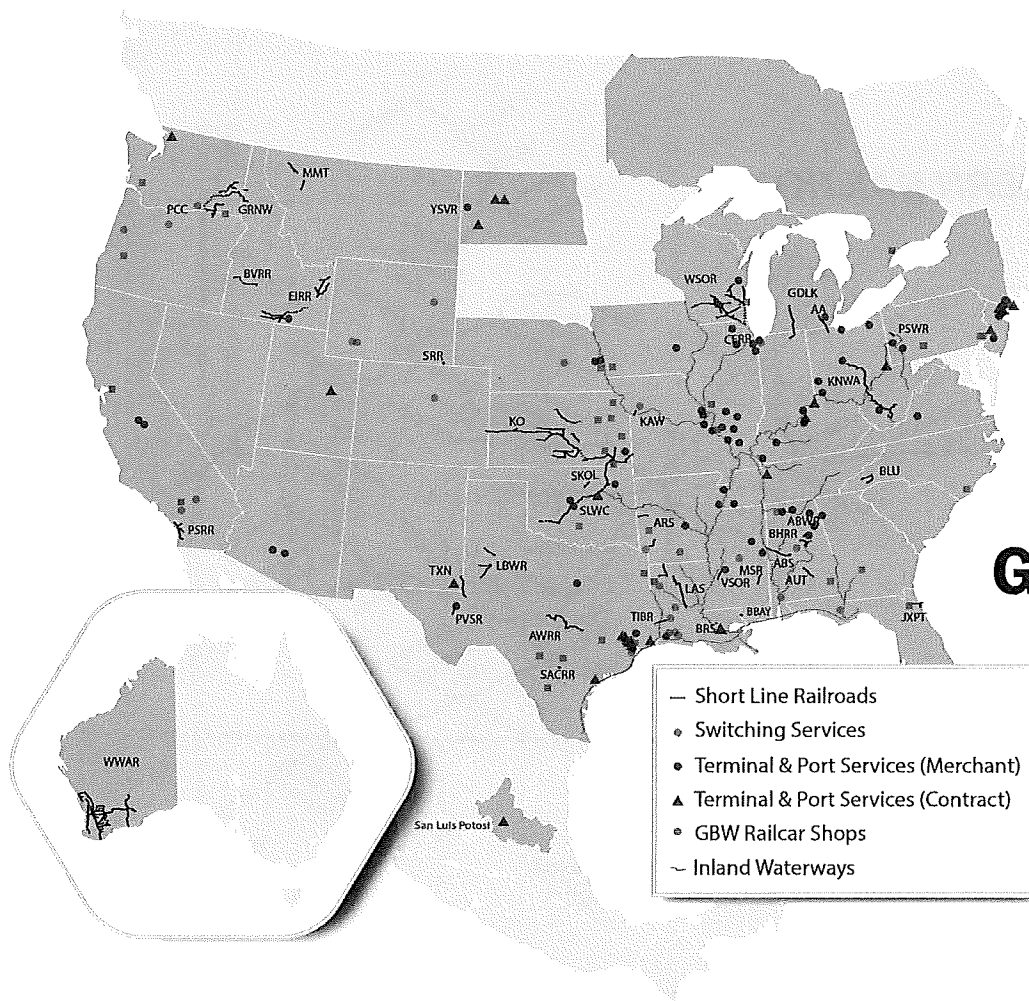 MMT
PCC
GRNW
YSVR
BVRR
EIRR
WSOR
GDLK
AA
CERR
PSWR
SRR
KNWA
KO
KAW
SKOL
BLU
SLWC
PSRR
ARS
ABWR
BHRR
LBWR
TXN
MSR
ABS
VSOR
AUT
LAS
PVSR
TIBR
BBAY
JXPT
AWRR
BRS
G
SACRR
WWAR
San Luis Potosi
Short Line Railroads
Switching Services
Terminal & Port Services (Merchant)
Terminal & Port Services (Contract)
GBW Railcar Shops
Inland Waterways